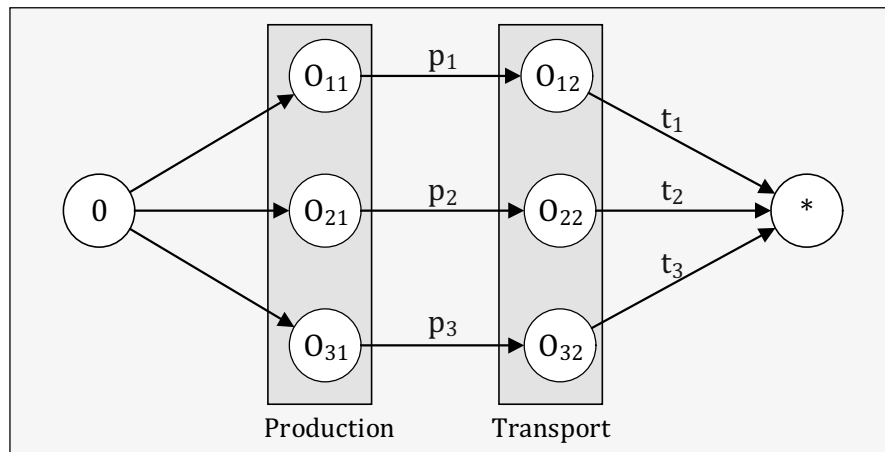 O₁₁ p₁ O₁₂
t₁
0 O₂₁ p₂ O₂₂ t₂ *
t₃
O₃₁ p₃ O₃₂
Production Transport